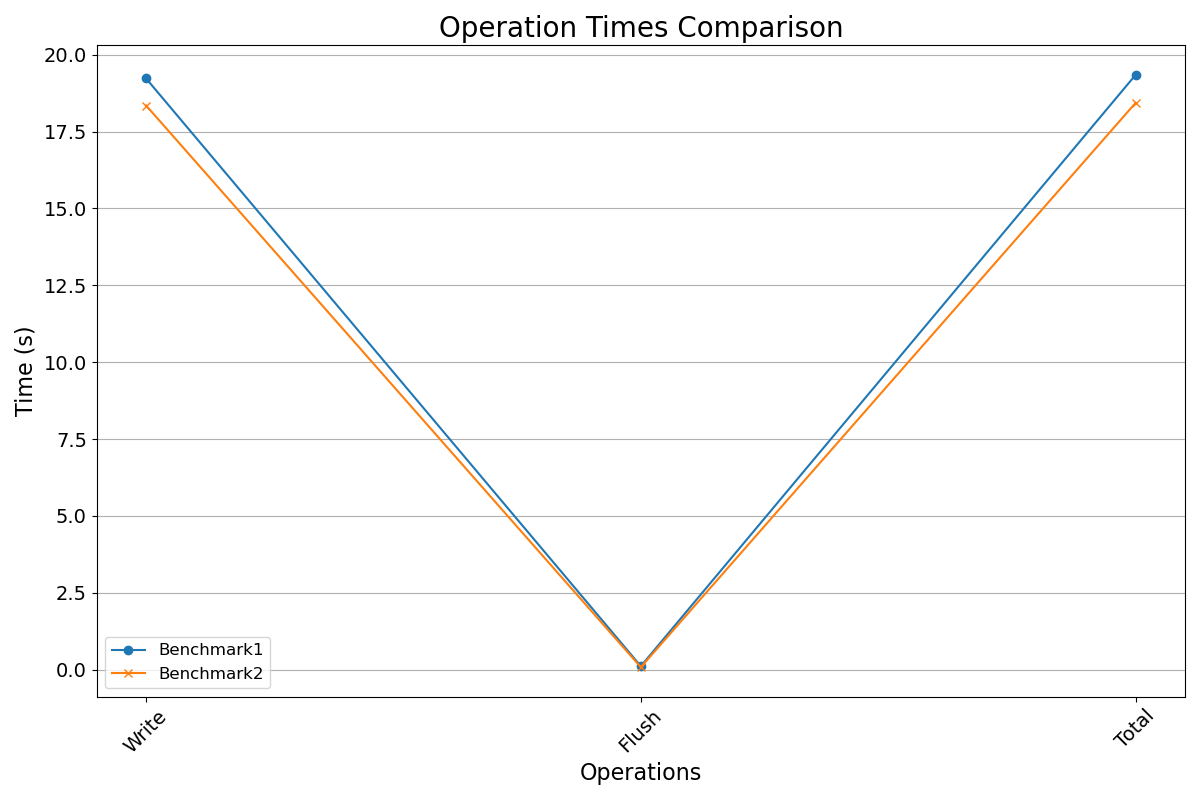 Operation Times Comparison
20.0
17.5
15.0
12.5
10.0
7.5
5.0
2.5
0.0
Time (s)
Benchmark1
Benchmark2
Write
Flush
Total
Operations